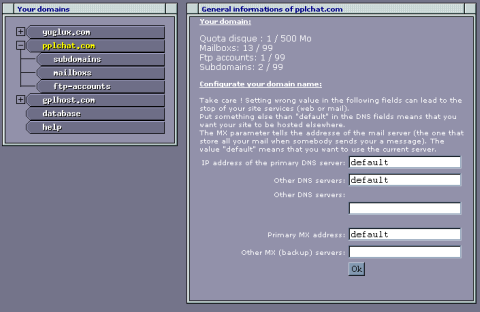 Your domains
yuglux.com
pplchat.com
subdomains
mailboxs
ftp-accounts
gplhost.com
database
help
General informations of pplchat.com
Your domain:
Quota disque : 1 / 500 Mo
Mailboxs: 13 / 99
Ftp accounts: 1 / 99
Subdomains: 2 / 99
Configurate your domain name:
Take care ! Setting wrong value in the following fields can lead to the
stop of your site services (web or mail).
Put something else than "default" in the DNS fields means that you
want your site to be hosted elsewhere.
The MX parameter tells the addresse of the mail server (the one that
store all your mail when somebody sends your a message). The
value "default" means that you want to use the current server.
IP address of the primary DNS server: default
Other DNS servers: default
Other DNS servers:
Primary MX address: default
Other MX (backup) servers:
Ok